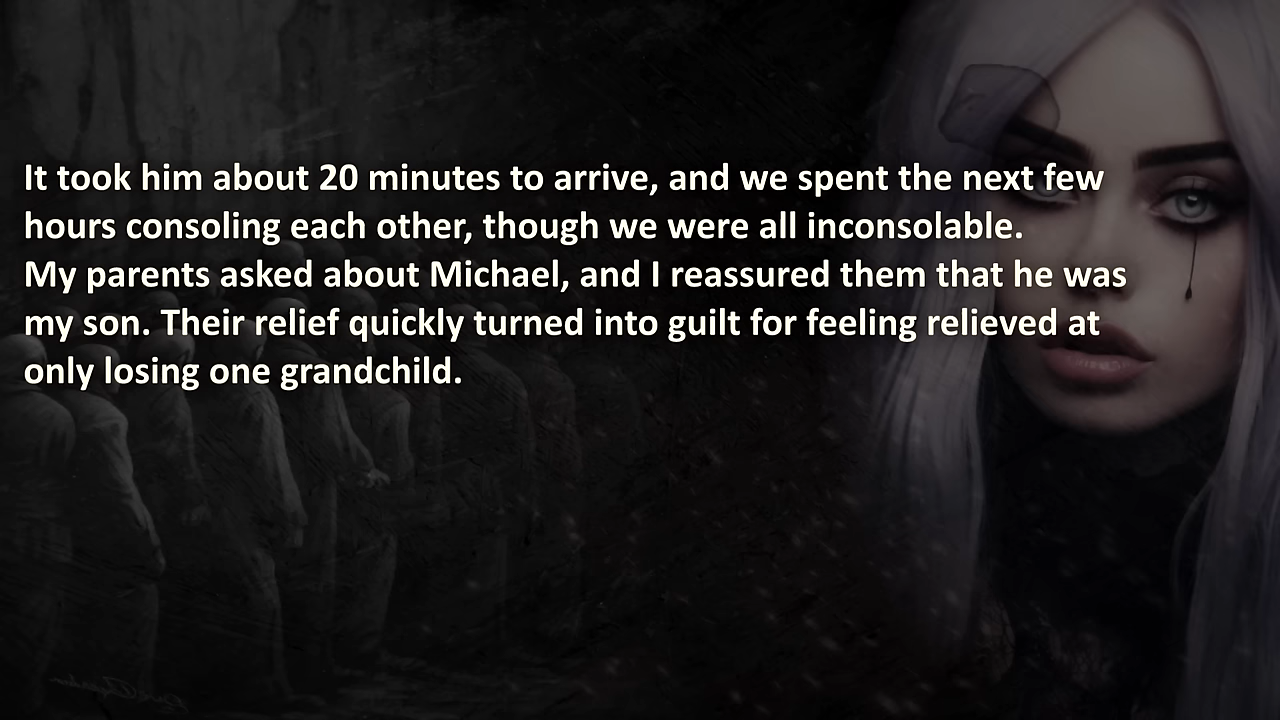 It took him about 20 minutes to arrive, and we spent the next few
hours consoling each other, though we were all inconsolable.
My parents asked about Michael, and I reassured them that he was
my son. Their relief quickly turned into guilt for feeling relieved at
only losing one grandchild.